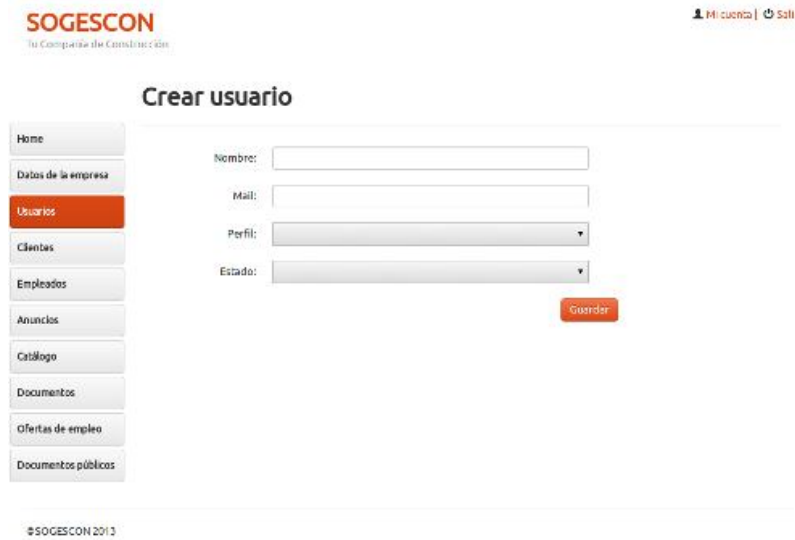 SOGESCON
Tu Compañía de Construcción
Mi cuenta | Sali
Crear usuario
Home
Datos de la empresa
Usuarios
Clientes
Empleados
Anuncios
Catálogo
Documentos
Ofertas de empleo
Documentos públicos
Nombre:
Mail:
Perfil:
Estado:
Guardar
©SOGESCON 2013